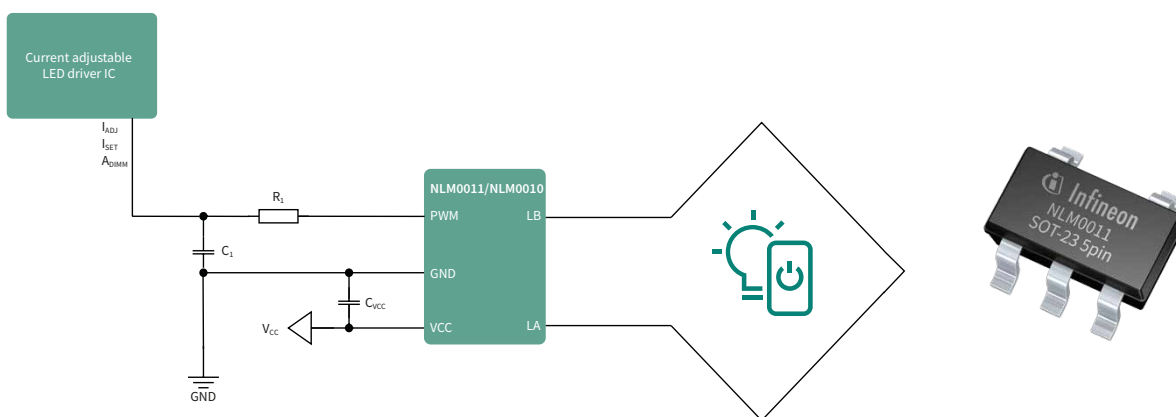 Current adjustable
LED driver IC
IADJ
ISET
ADIMM
R1
C1
NLM0011/NLM0010
PWM
LB
GND
CVCC
VCC
VCC
LA
GND
Infineon
NLM0011
SOT-23 5pin